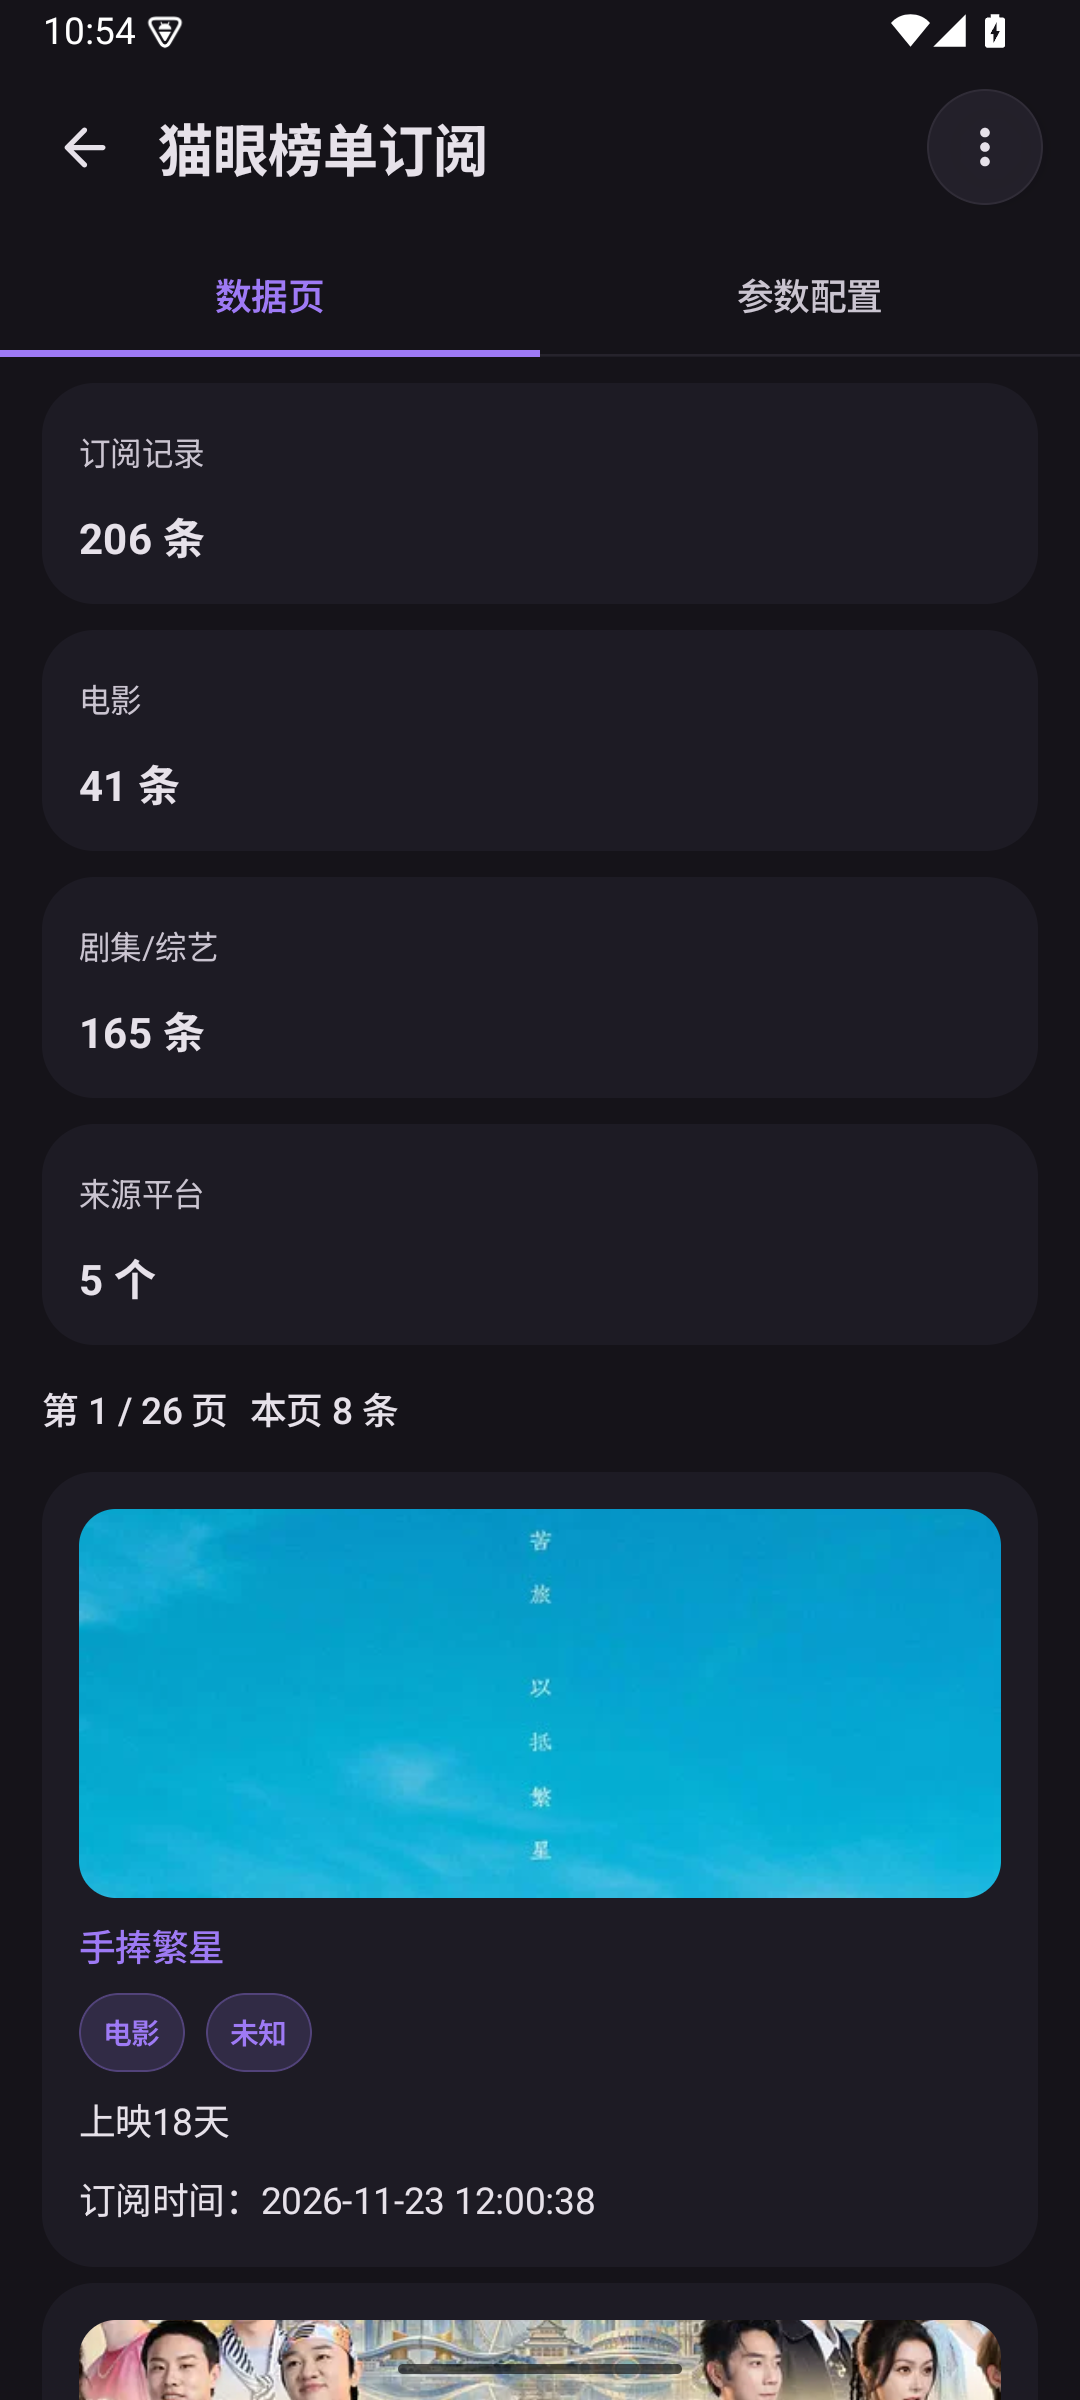 10:54
猫眼榜单订阅
数据页
参数配置
订阅记录
206 条
电影
41 条
剧集/综艺
165 条
来源平台
5 个
第 1 / 26 页 本页 8 条
苦旅 以抵繁星
手捧繁星
电影
未知
上映18天
订阅时间：2026-11-23 12:00:38